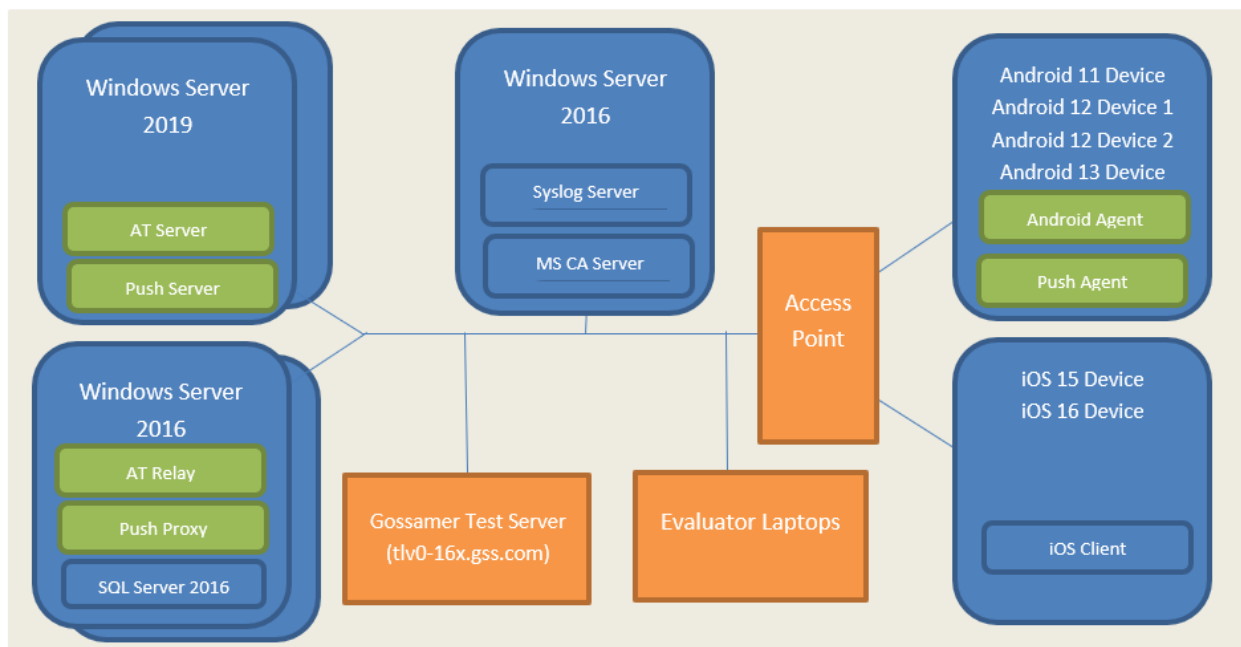 Windows Server
2019
AT Server
Push Server
Windows Server
2016
AT Relay
Push Proxy
SQL Server 2016
Windows Server
2016
Syslog Server
MS CA Server
Gossamer Test Server
(tlv0-16x.gss.com)
Evaluator Laptops
Access
Point
Android 11 Device
Android 12 Device 1
Android 12 Device 2
Android 13 Device
Android Agent
Push Agent
iOS 15 Device
iOS 16 Device
iOS Client